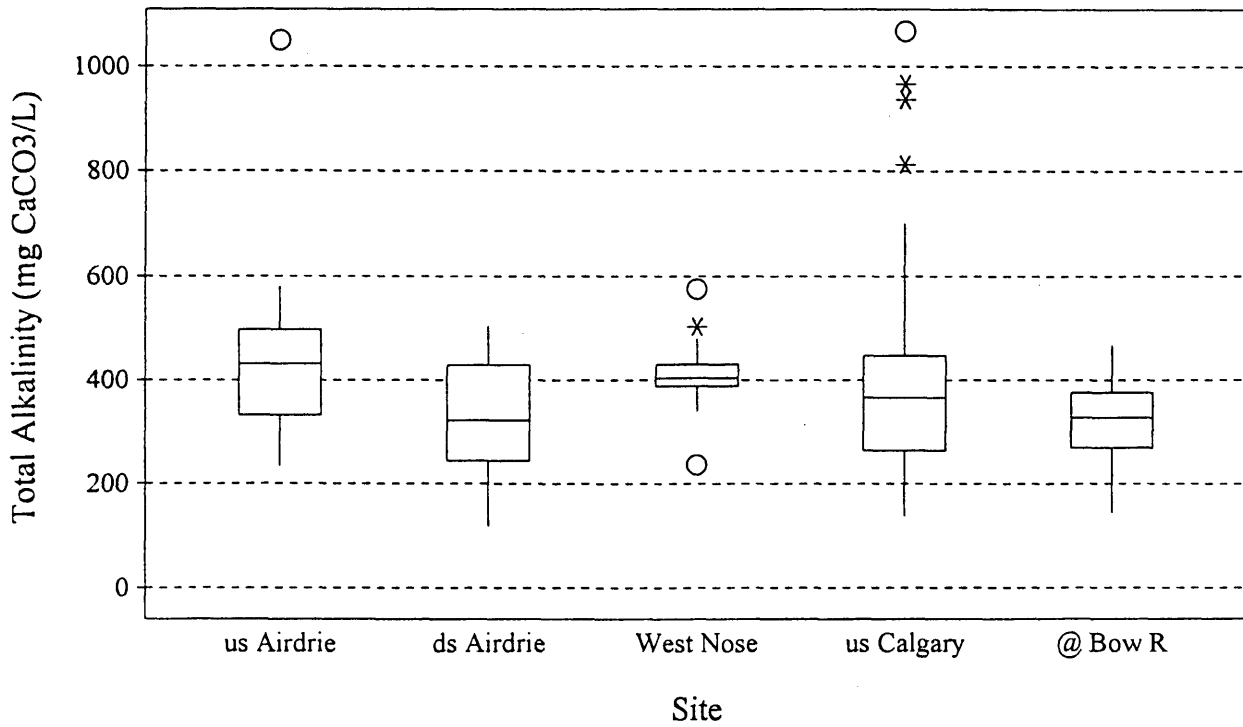 Total Alkalinity (mg CaCO3/L)
1000
800
600
400
200
0
us Airdrie
ds Airdrie
West Nose
us Calgary
@ Bow R
Site